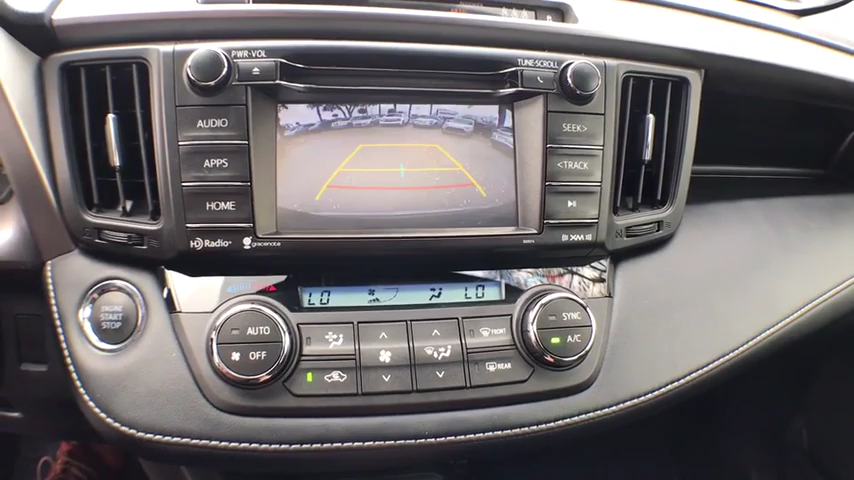 PWR·VOL
TUNE·SCROLL
AUDIO
APPS
HOME
HD Radio
gracenote
SEEK>
<TRACK
((XM))
ENGINE
START
STOP
LO
LO
AUTO
OFF
FRONT
REAR
SYNC
A/C